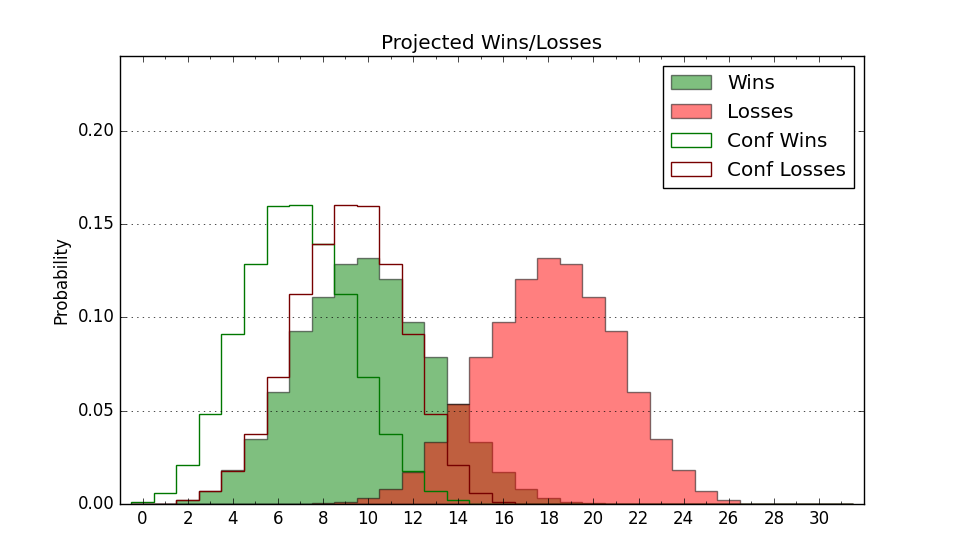 Projected Wins/Losses
Wins
Losses
Conf Wins
Conf Losses
Probability
0.20
0.15
0.10
0.05
0.00
0 2 4 6 8 10 12 14 16 18 20 22 24 26 28 30